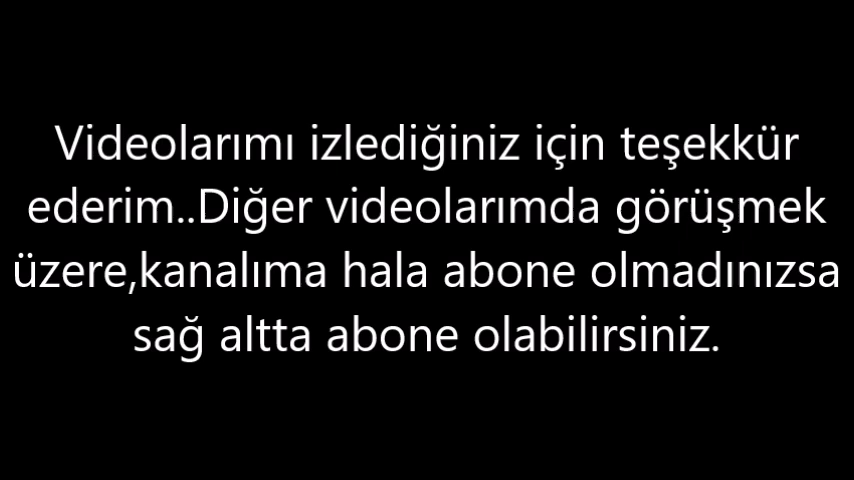 Videolarımı izlediğiniz için teşekkür
ederim..Diğer videolarımda görüşmek
üzere,kanalıma hala abone olmadınızsa
sağ altta abone olabilirsiniz.